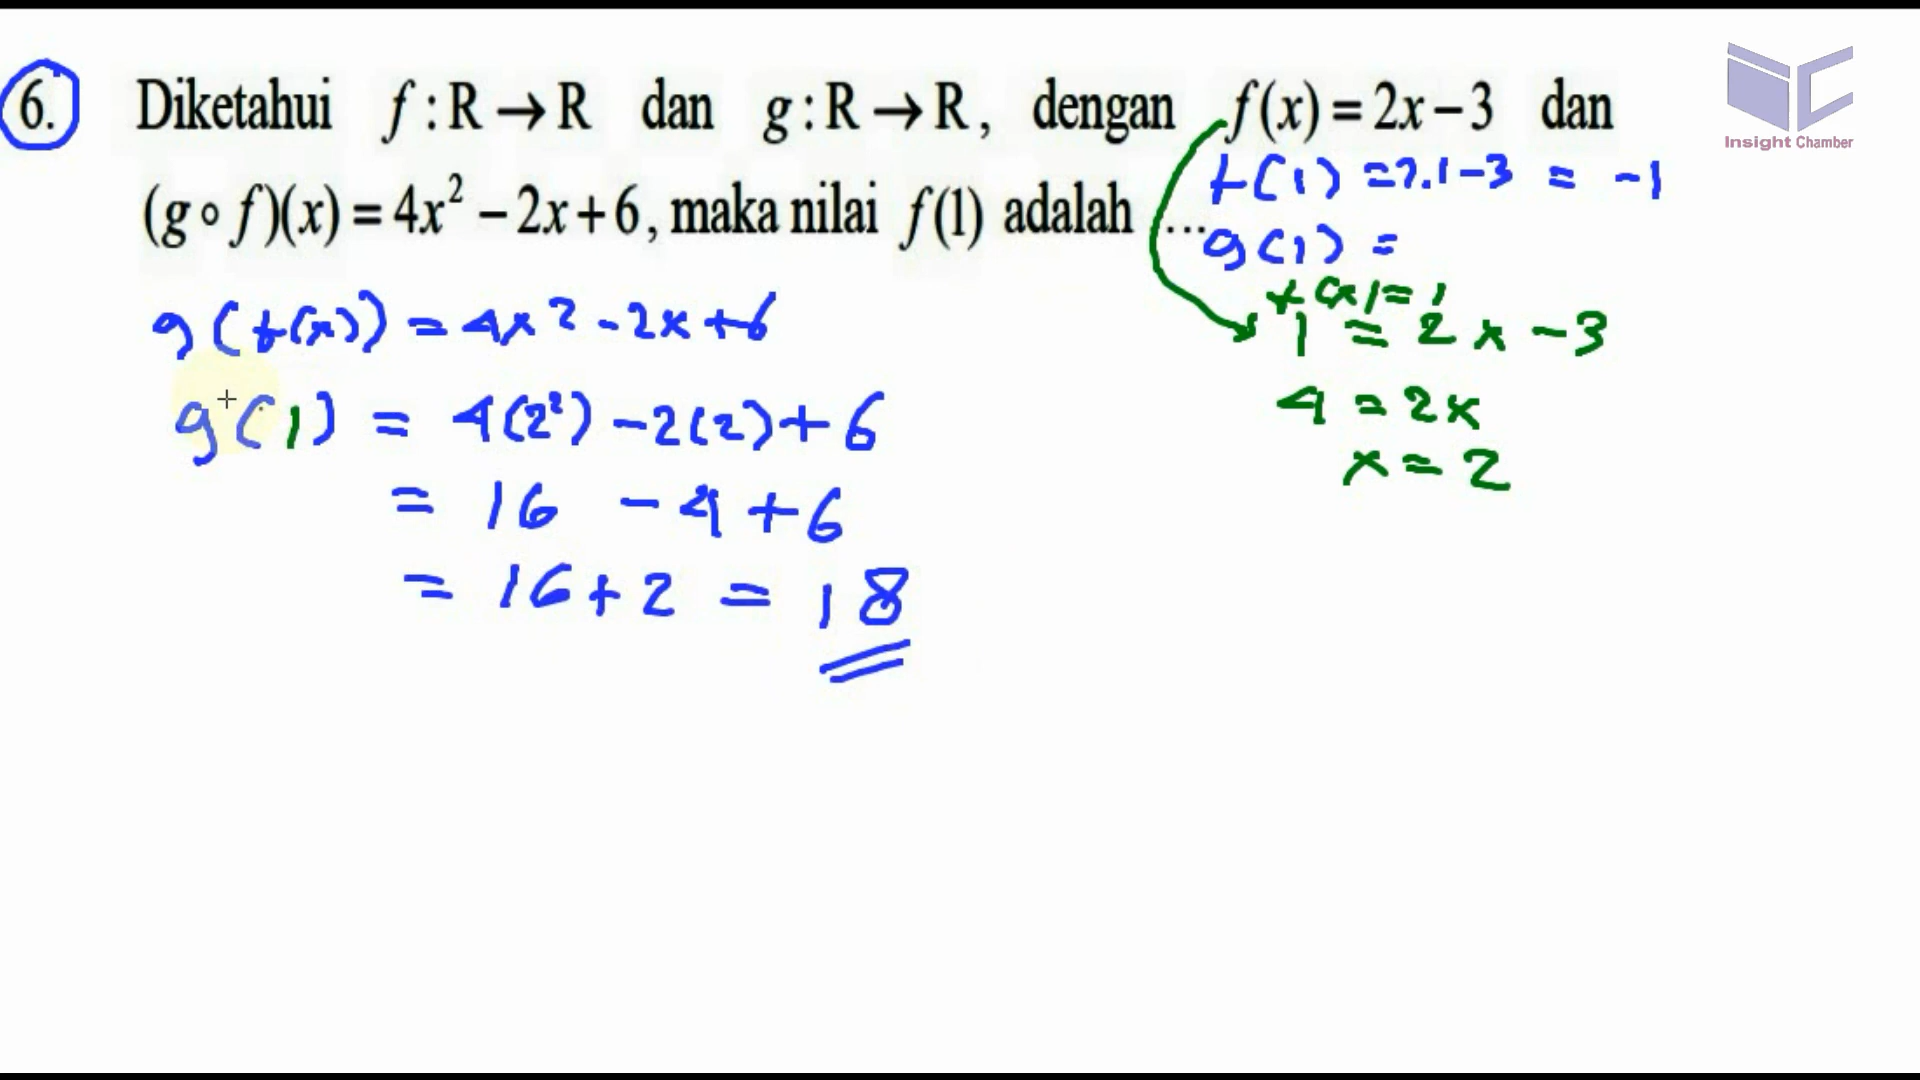 6. Diketahui f : R → R dan g : R → R, dengan f(x) = 2x – 3 dan
(g ∘ f)(x) = 4x² – 2x + 6, maka nilai f(1) adalah ...
Insight Chamber
f(1) = 2.1 – 3 = –1
g(1) =
f(x) = 1
1 = 2x – 3
4 = 2x
x = 2
g(f(x)) = 4x² – 2x + 6
g(1) = 4(2²) – 2(2) + 6
= 16 – 4 + 6
= 16 + 2 = 18